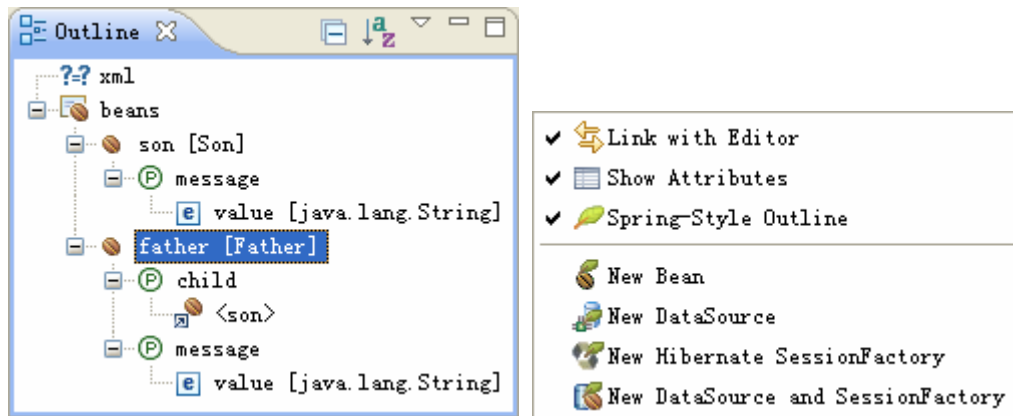 Outline
?=? xml
beans
son [Son]
message
value [java.lang.String]
father [Father]
child
<son>
message
value [java.lang.String]
Link with Editor
Show Attributes
Spring-Style Outline
New Bean
New DataSource
New Hibernate SessionFactory
New DataSource and SessionFactory